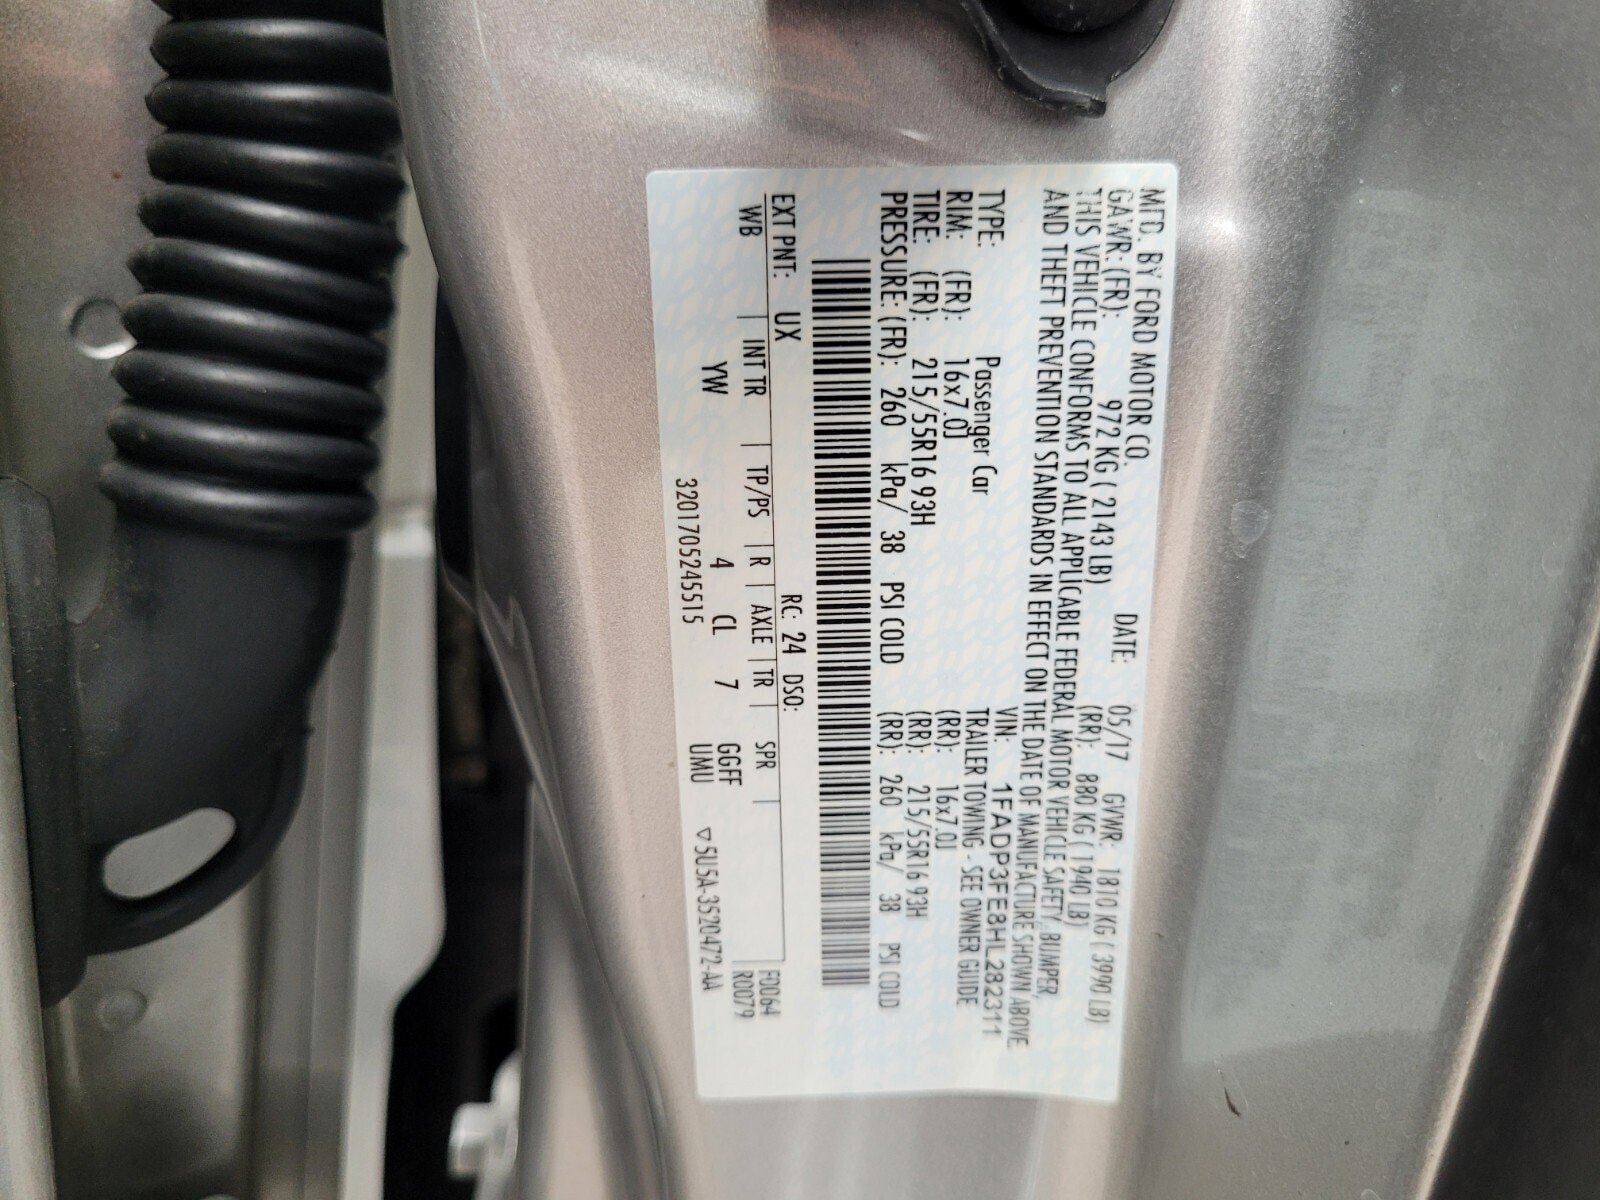 MFD. BY FORD MOTOR CO.
DATE: 05/17 GVWR: 1810 KG ( 3990 LB)
GAWR: (FR): 972 KG ( 2143 LB) (RR): 880 KG ( 1940 LB)
THIS VEHICLE CONFORMS TO ALL APPLICABLE FEDERAL MOTOR VEHICLE SAFETY, BUMPER,
AND THEFT PREVENTION STANDARDS IN EFFECT ON THE DATE OF MANUFACTURE SHOWN ABOVE.
VIN: 1FADP3FE8HL282311
TYPE: Passenger Car TRAILER TOWING - SEE OWNER GUIDE
RIM: (FR): 16x7.0J (RR): 16x7.0J
TIRE: (FR): 215/55R16 93H (RR): 215/55R16 93H
PRESSURE: (FR): 260 kPa/ 38 PSI COLD (RR): 260 kPa/ 38 PSI COLD
EXT PNT: UX RC: 24 DSO:
WB | INT TR | TP/PS | R | AXLE | TR | SPR F0064
YW 4 CL 7 GGFF R0079
3201705245515 UMU ▽5U5A-3520472-AA